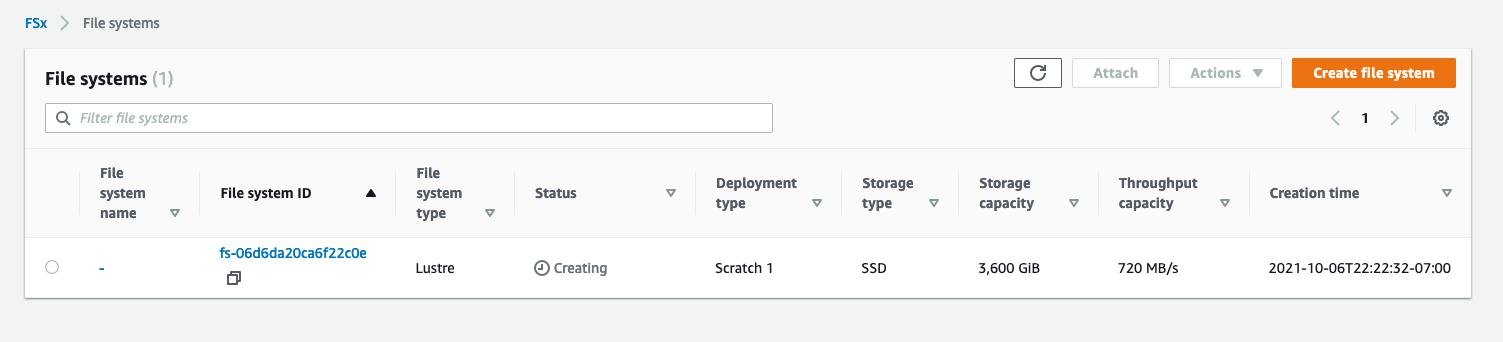 FSx > File systems
File systems (1)
Attach
Actions
Create file system
Filter file systems
1
File system name
File system ID
File system type
Status
Deployment type
Storage type
Storage capacity
Throughput capacity
Creation time
-
fs-06d6da20ca6f22c0e
Lustre
Creating
Scratch 1
SSD
3,600 GiB
720 MB/s
2021-10-06T22:22:32-07:00